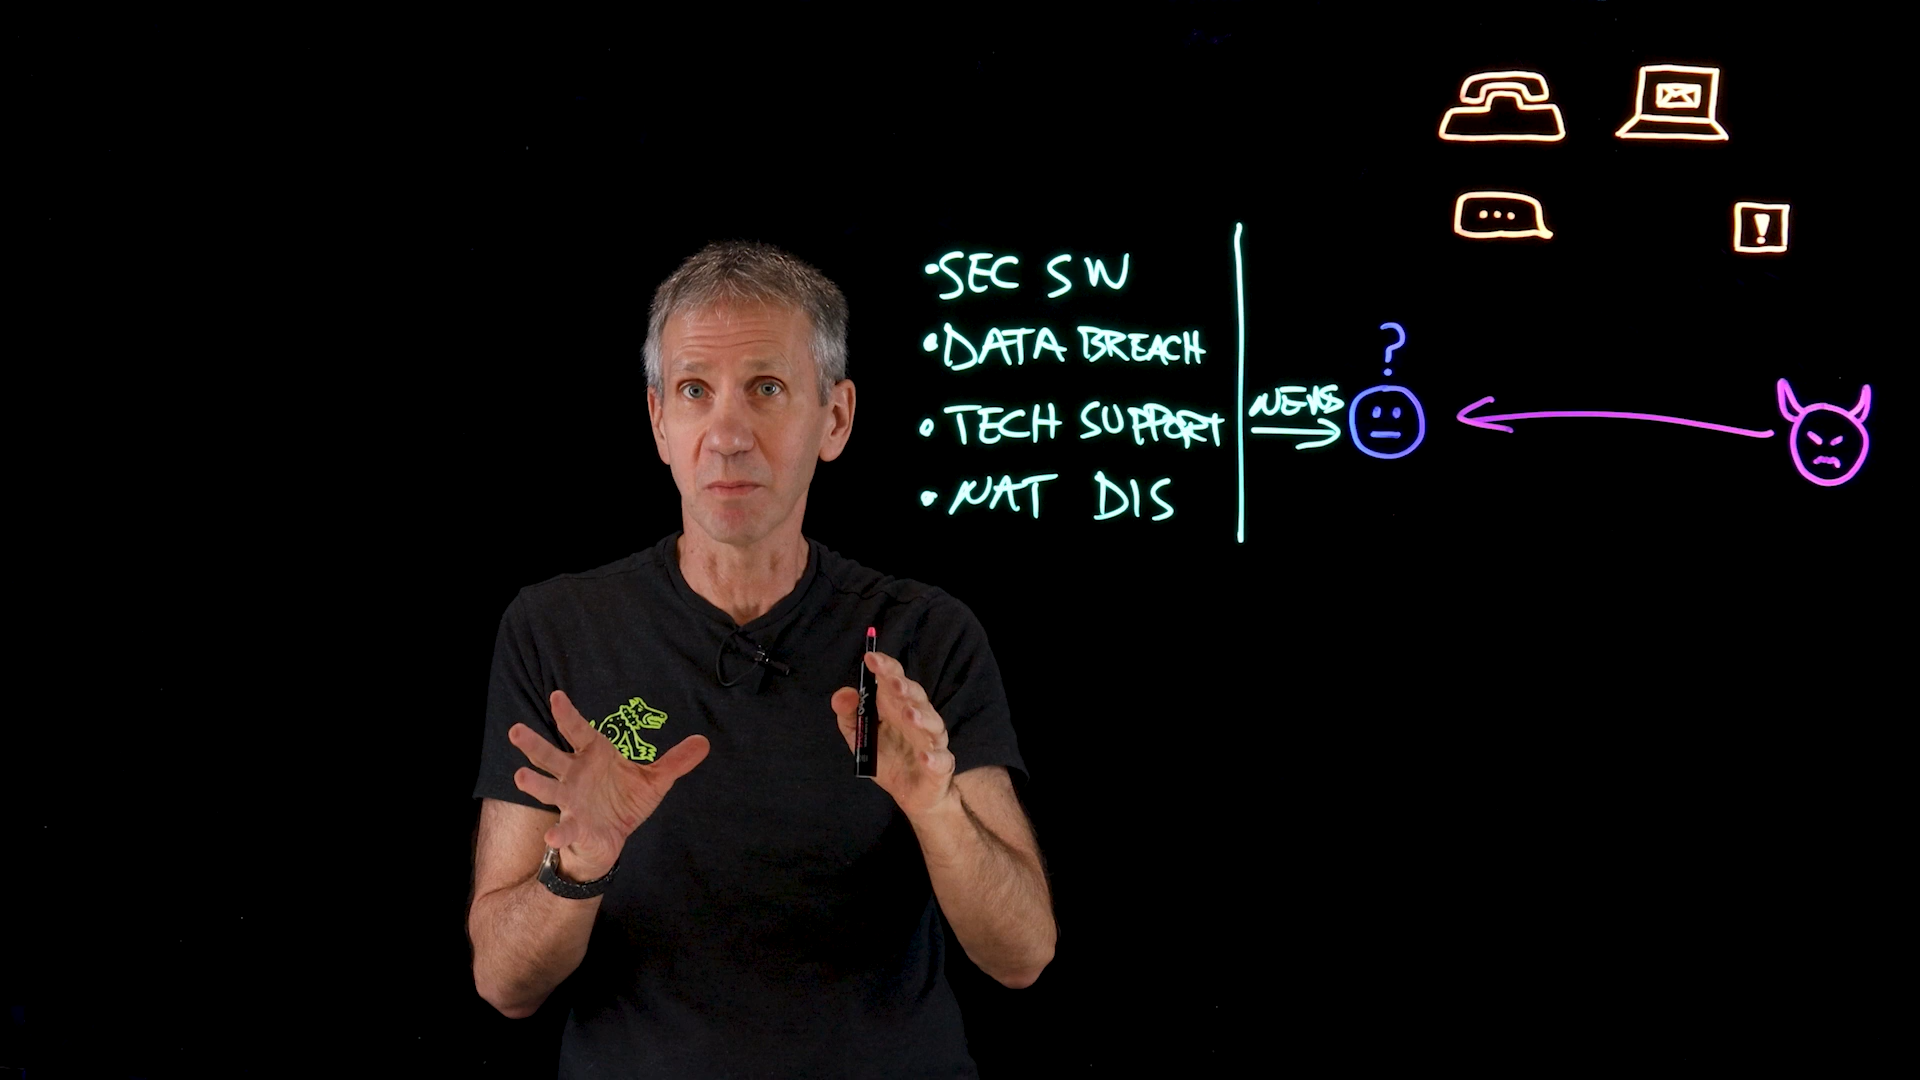 • SEC SW
• DATA BREACH
• TECH SUPPORT
• NAT DIS
NEWS
?
...
!